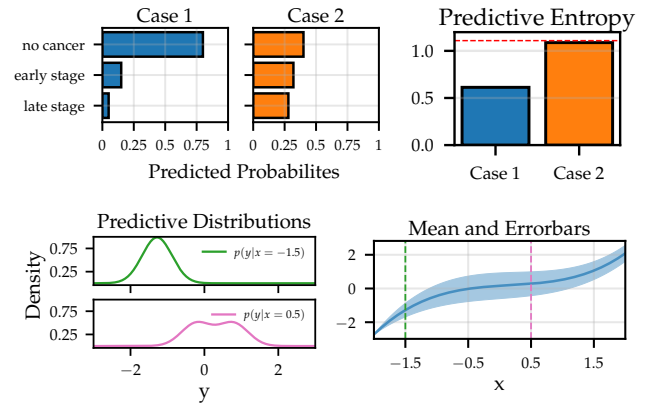 Case 1
Case 2
Predictive Entropy
no cancer
early stage
late stage
0 0.25 0.5 0.75 1
0 0.25 0.5 0.75 1
Predicted Probabilites
1.0
0.5
0.0
Case 1 Case 2
Predictive Distributions
Density
0.75
0.25
p(y|x = −1.5)
0.75
0.25
p(y|x = 0.5)
−2 0 2
y
Mean and Errorbars
2
0
−2
−1.5 −0.5 0.5 1.5
x